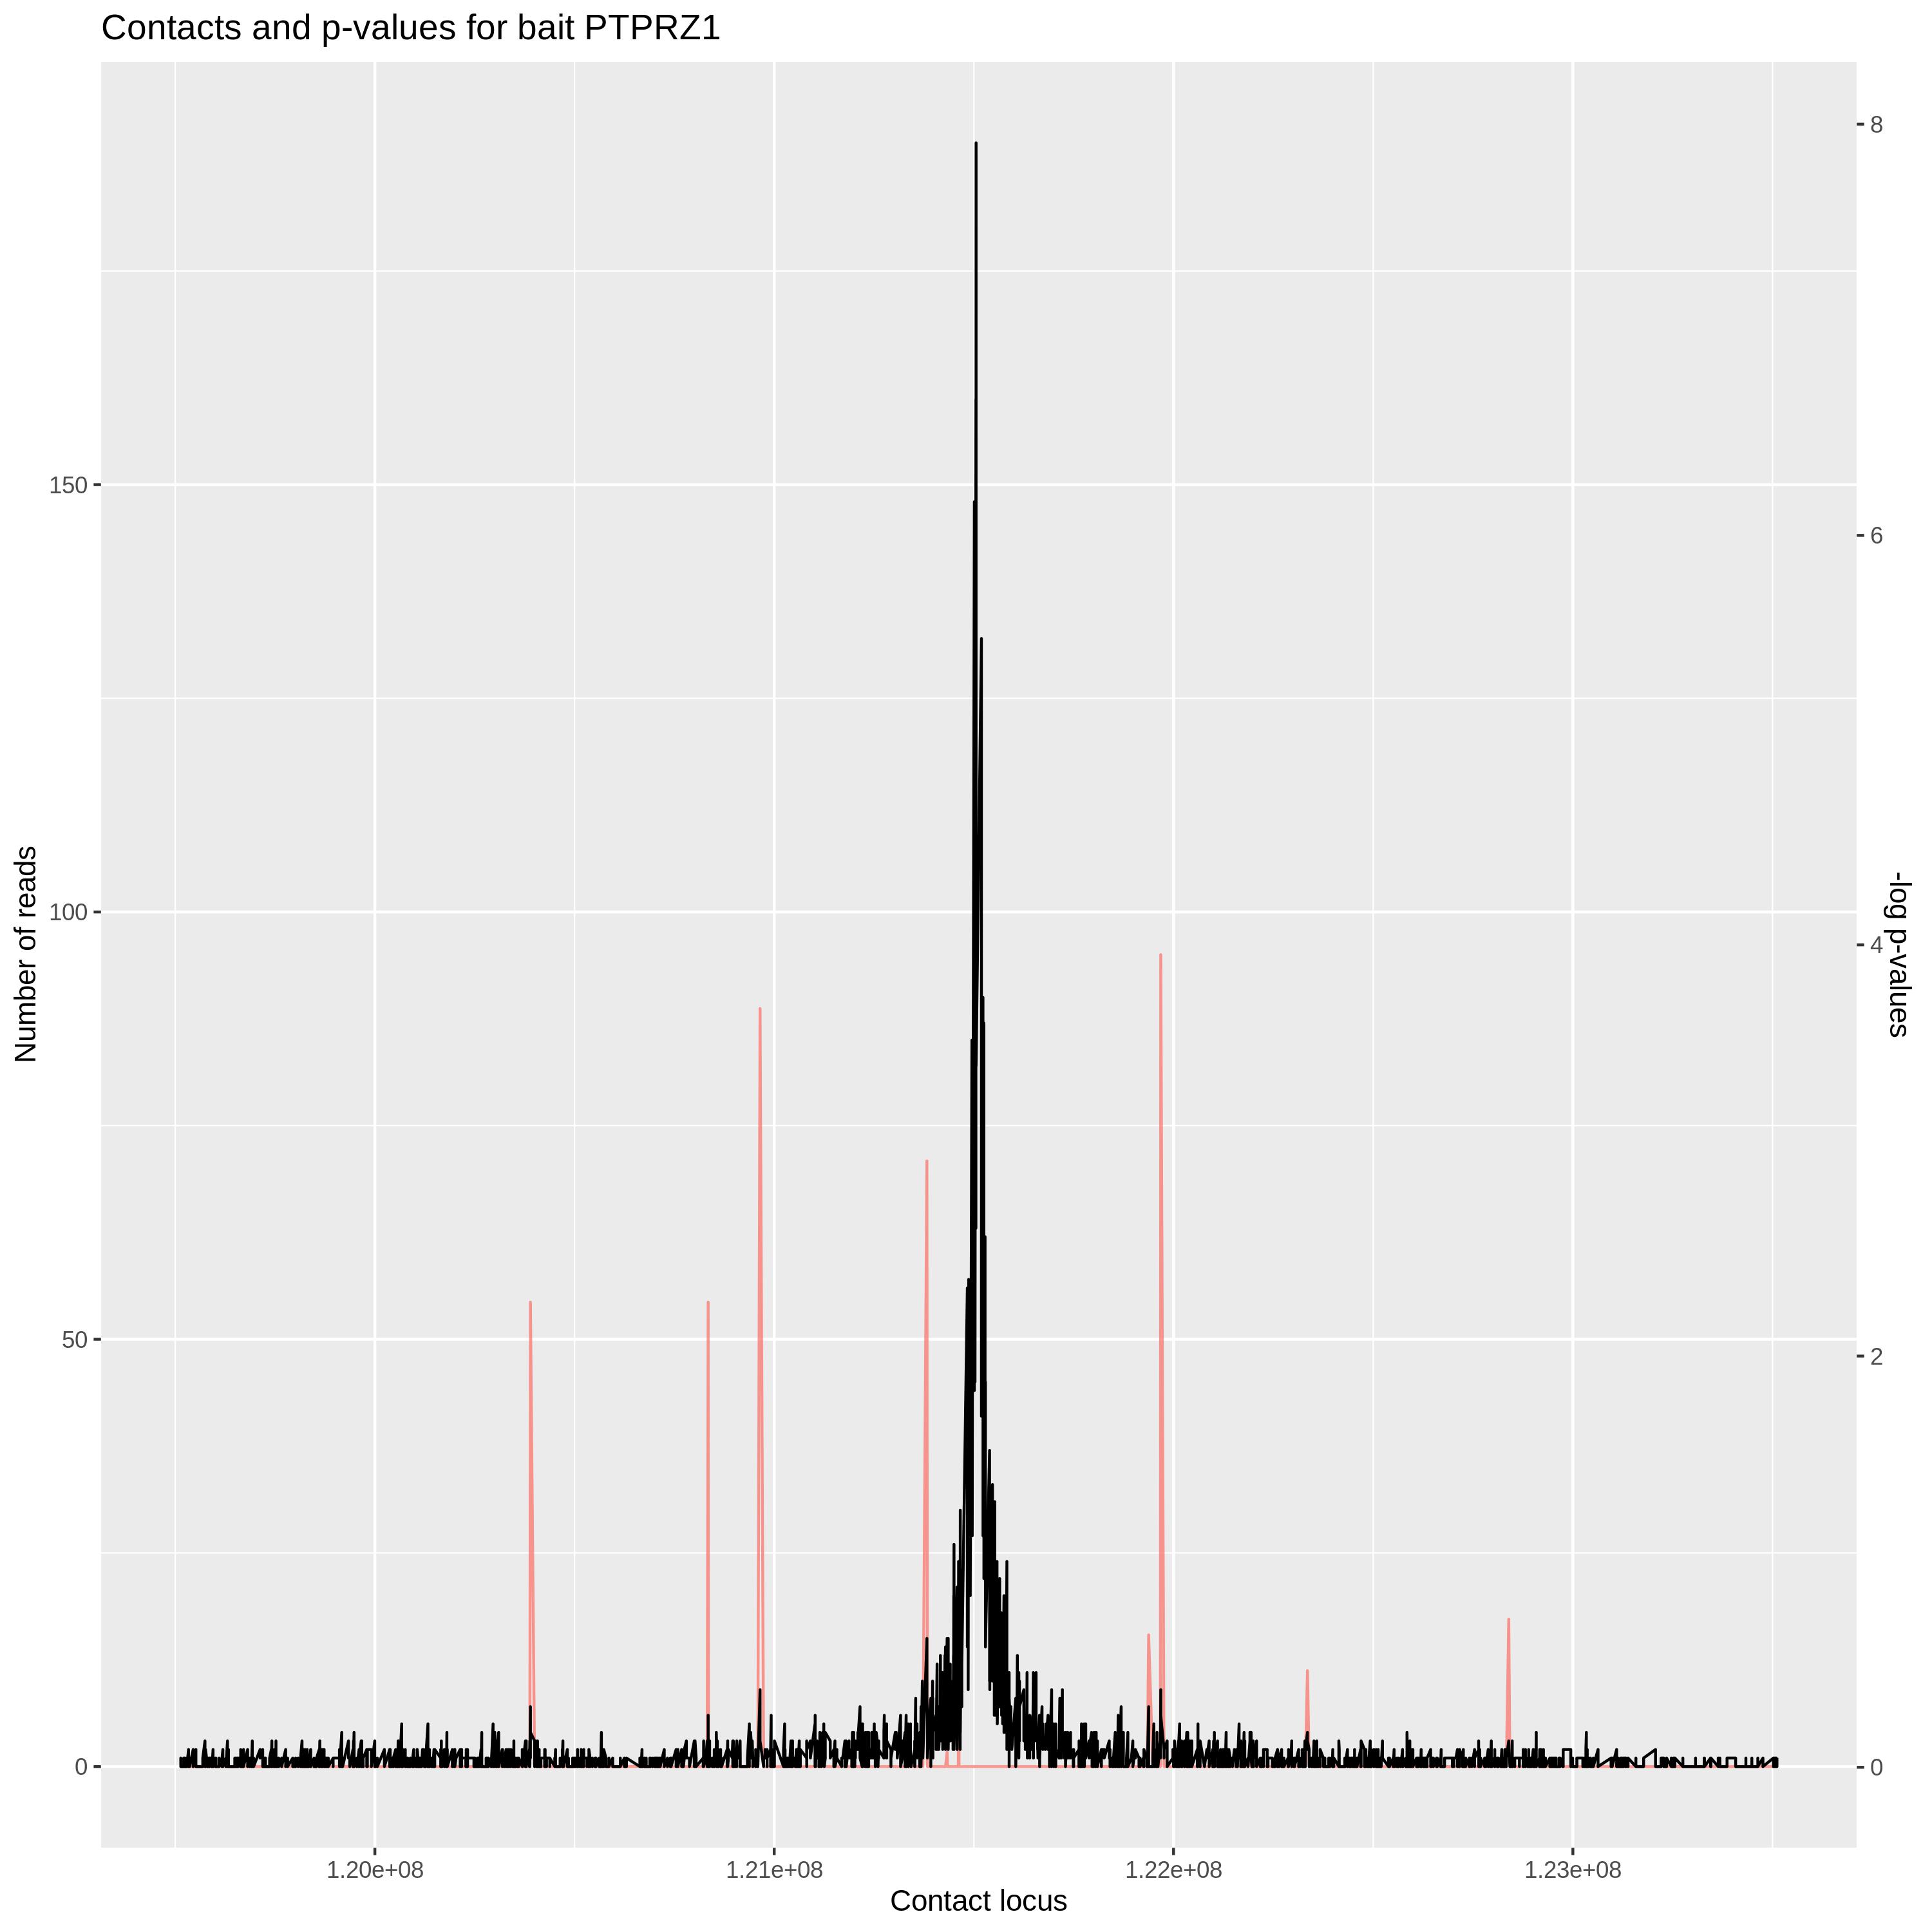 Contacts and p-values for bait PTPRZ1
8
150
6
Number of reads
100
-log p-values
4
50
2
0
0
1.20e+08
1.21e+08
1.22e+08
1.23e+08
Contact locus